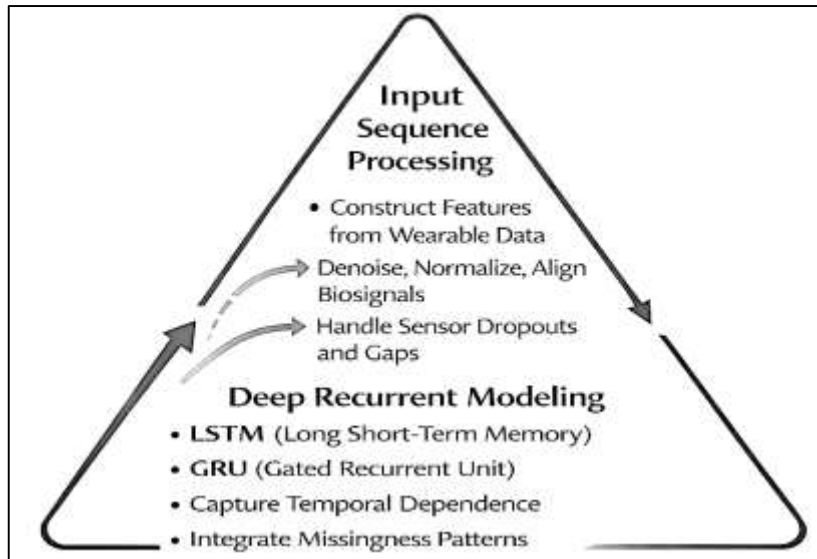 Input
Sequence
Processing
• Construct Features
from Wearable Data
Denoise, Normalize, Align
Biosignals
Handle Sensor Dropouts
and Gaps
Deep Recurrent Modeling
• LSTM (Long Short-Term Memory)
• GRU (Gated Recurrent Unit)
• Capture Temporal Dependence
• Integrate Missingness Patterns